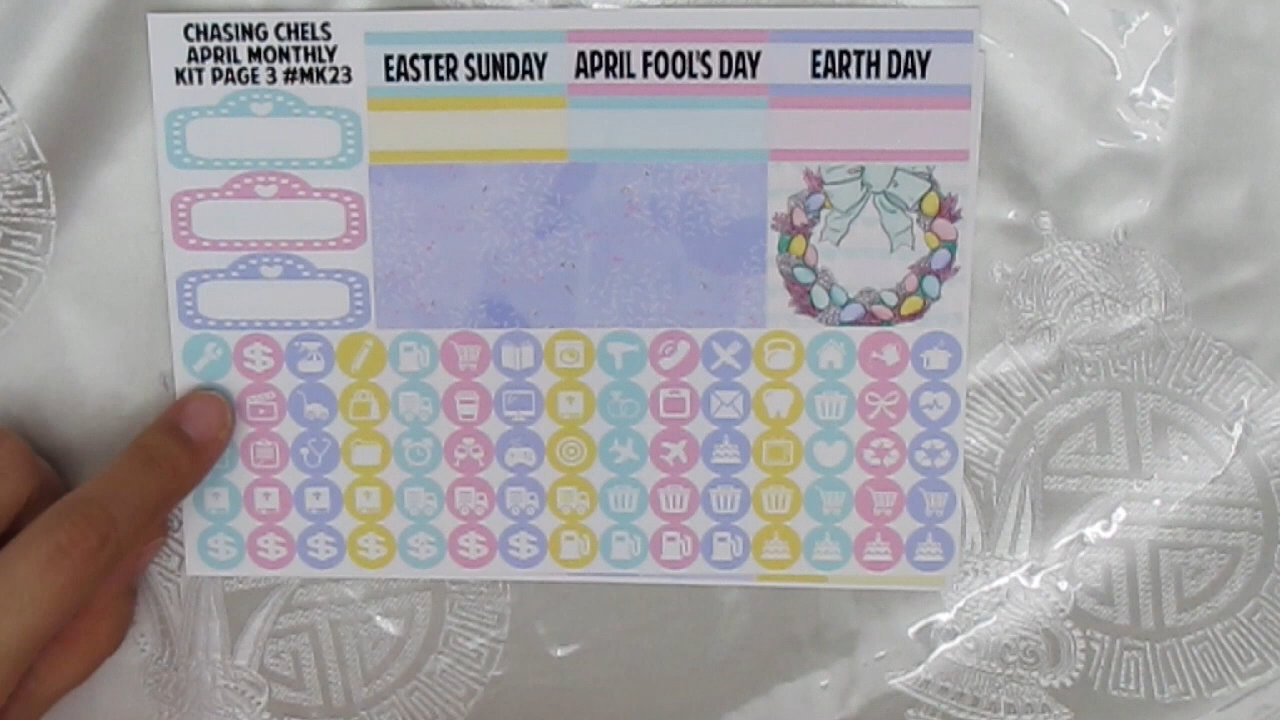 CHASING CHELS
APRIL MONTHLY
KIT PAGE 3 #MK23
EASTER SUNDAY
APRIL FOOL'S DAY
EARTH DAY